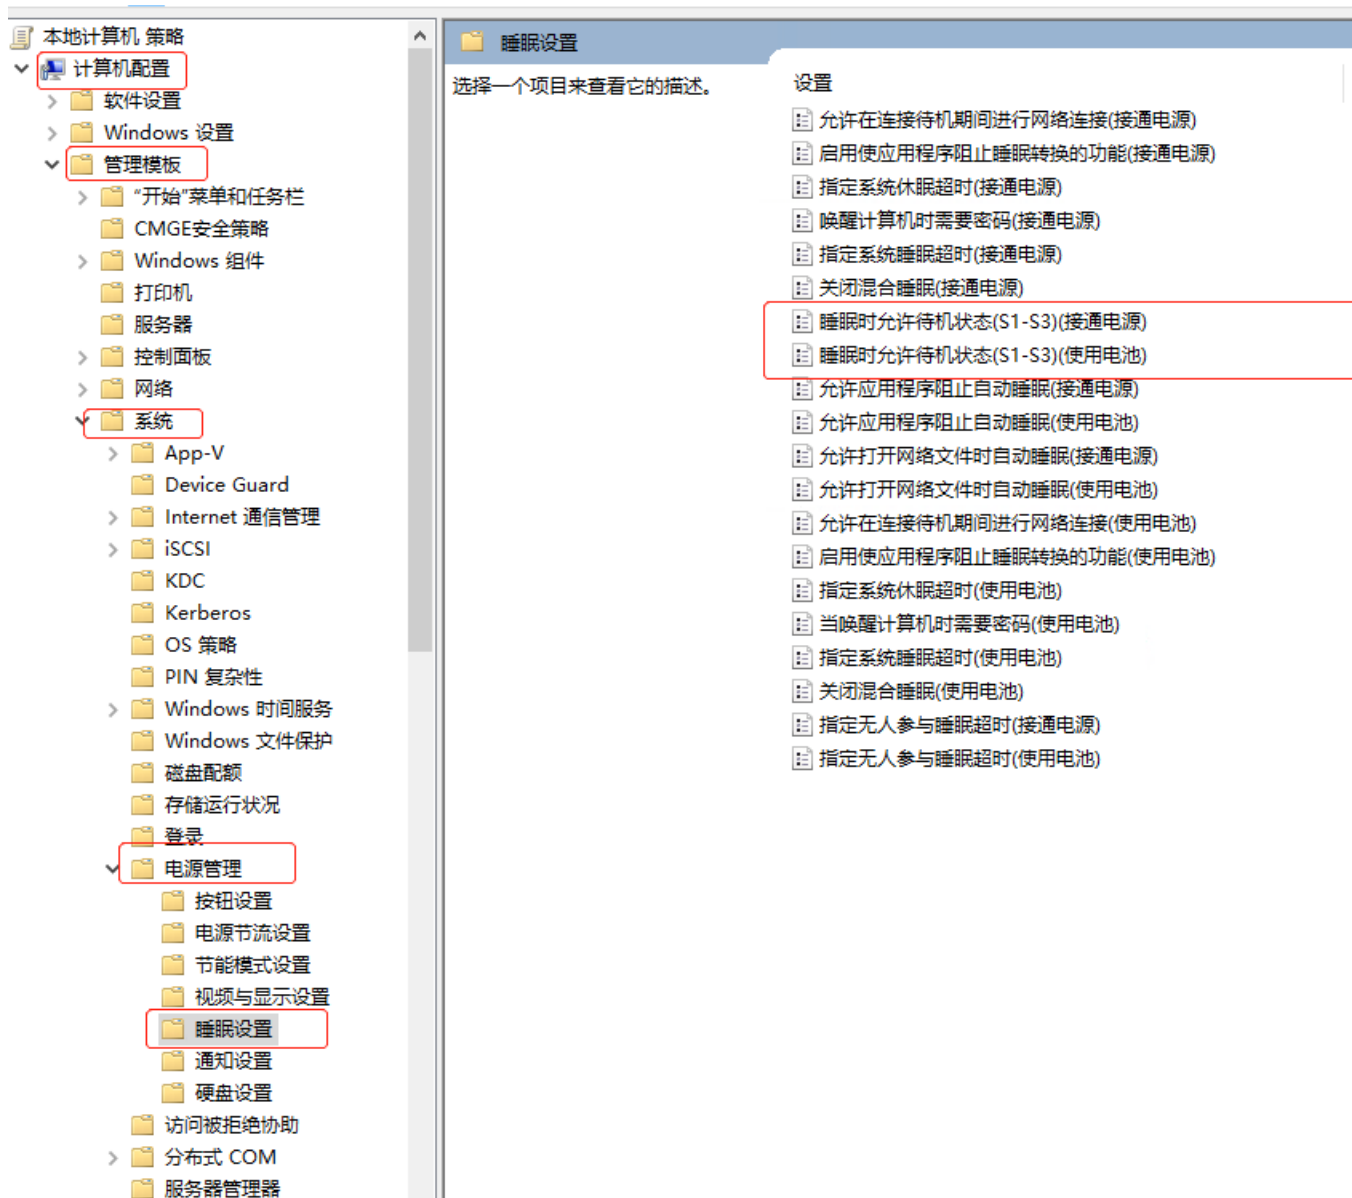 本地计算机 策略
计算机配置
软件设置
Windows 设置
管理模板
“开始”菜单和任务栏
CMGE安全策略
Windows 组件
打印机
服务器
控制面板
网络
系统
App-V
Device Guard
Internet 通信管理
iSCSI
KDC
Kerberos
OS 策略
PIN 复杂性
Windows 时间服务
Windows 文件保护
磁盘配额
存储运行状况
登录
电源管理
按钮设置
电源节流设置
节能模式设置
视频与显示设置
睡眠设置
通知设置
硬盘设置
访问被拒绝协助
分布式 COM
服务器管理器
睡眠设置
选择一个项目来查看它的描述。
设置
允许在连接待机期间进行网络连接(接通电源)
启用使应用程序阻止睡眠转换的功能(接通电源)
指定系统休眠超时(接通电源)
唤醒计算机时需要密码(接通电源)
指定系统睡眠超时(接通电源)
关闭混合睡眠(接通电源)
睡眠时允许待机状态(S1-S3)(接通电源)
睡眠时允许待机状态(S1-S3)(使用电池)
允许应用程序阻止自动睡眠(接通电源)
允许应用程序阻止自动睡眠(使用电池)
允许打开网络文件时自动睡眠(接通电源)
允许打开网络文件时自动睡眠(使用电池)
允许在连接待机期间进行网络连接(使用电池)
启用使应用程序阻止睡眠转换的功能(使用电池)
指定系统休眠超时(使用电池)
当唤醒计算机时需要密码(使用电池)
指定系统睡眠超时(使用电池)
关闭混合睡眠(使用电池)
指定无人参与睡眠超时(接通电源)
指定无人参与睡眠超时(使用电池)